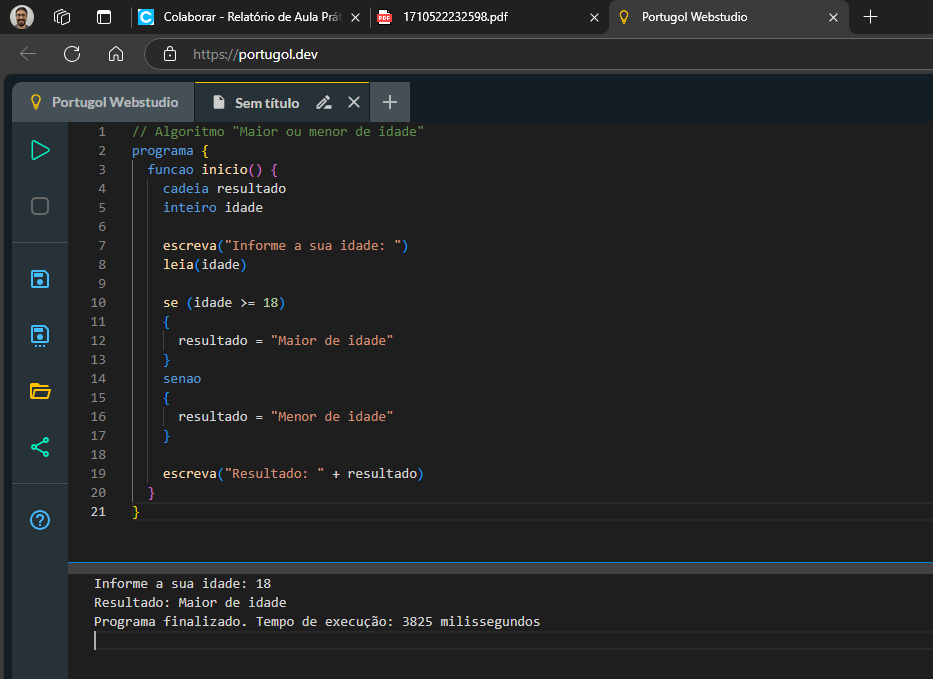 Colaborar - Relatório de Aula Prát
1710522232598.pdf
Portugol Webstudio
https://portugol.dev
Portugol Webstudio
Sem título
1 // Algoritmo "Maior ou menor de idade"
2 programa {
3 funcao inicio() {
4 cadeia resultado
5 inteiro idade
6
7 escreva("Informe a sua idade: ")
8 leia(idade)
9
10 se (idade >= 18)
11 {
12 resultado = "Maior de idade"
13 }
14 senao
15 {
16 resultado = "Menor de idade"
17 }
18
19 escreva("Resultado: " + resultado)
20 }
21 }
Informe a sua idade: 18
Resultado: Maior de idade
Programa finalizado. Tempo de execução: 3825 milissegundos